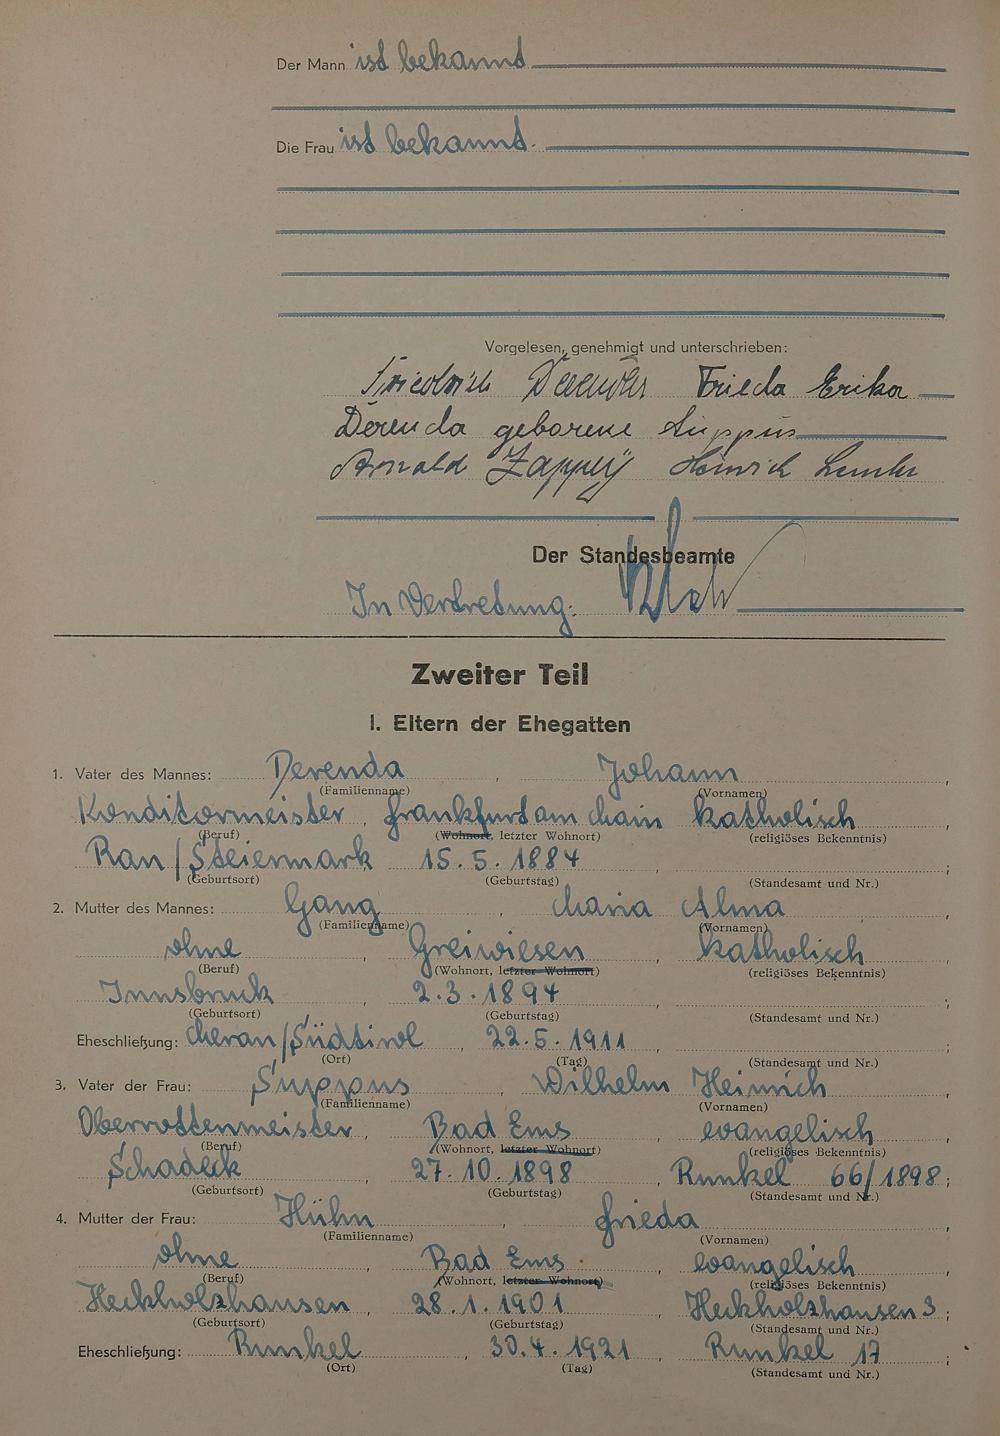 Der Mann ist bekannt
Die Frau ist bekannt.
Vorgelesen, genehmigt und unterschrieben:
Friedrich Derenda Frieda Erika
Derenda geborene Suppus
Arnold Heinrich
Der Standesbeamte
In Vertretung:
Zweiter Teil
I. Eltern der Ehegatten
1. Vater des Mannes: Derenda, Johann,
(Familienname) (Vornamen)
Konditormeister, Frankfurt am Main katholisch,
(Beruf) (Wohnort, letzter Wohnort) (religiöses Bekenntnis)
Ran/Steiermark 15.5.1884, ;
(Geburtsort) (Geburtstag) (Standesamt und Nr.)
2. Mutter des Mannes: Gang, Maria Alma,
(Familienname) (Vornamen)
ohne, Greiwiesen, katholisch,
(Beruf) (Wohnort, letzter Wohnort) (religiöses Bekenntnis)
Innsbruck, 2.3.1894, ;
(Geburtsort) (Geburtstag) (Standesamt und Nr.)
Eheschließung: Meran/Südtirol, 22.5.1911, ;
(Ort) (Tag) (Standesamt und Nr.)
3. Vater der Frau: Suppus, Wilhelm Heinrich,
(Familienname) (Vornamen)
Oberrottenmeister, Bad Ems, evangelisch,
(Beruf) (Wohnort, letzter Wohnort) (religiöses Bekenntnis)
Schadeck, 27.10.1898, Runkel 66/1898;
(Geburtsort) (Geburtstag) (Standesamt und Nr.)
4. Mutter der Frau: Hühn, Frieda,
(Familienname) (Vornamen)
ohne, Bad Ems, evangelisch,
(Beruf) (Wohnort, letzter Wohnort) (religiöses Bekenntnis)
Heckholzhausen, 28.1.1901, Heckholzhausen 3;
(Geburtsort) (Geburtstag) (Standesamt und Nr.)
Eheschließung: Runkel, 30.4.1921, Runkel 17;
(Ort) (Tag) (Standesamt und Nr.)